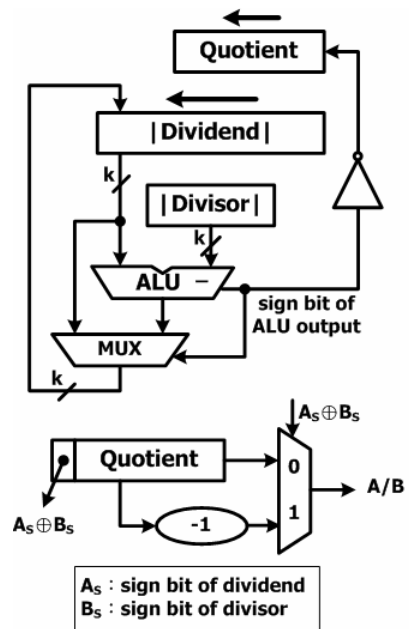 Quotient
|Dividend|
k
|Divisor|
k
ALU −
sign bit of
ALU output
MUX
k
A_S⊕B_S
Quotient
0
A/B
1
-1
A_S⊕B_S
A_S : sign bit of dividend
B_S : sign bit of divisor